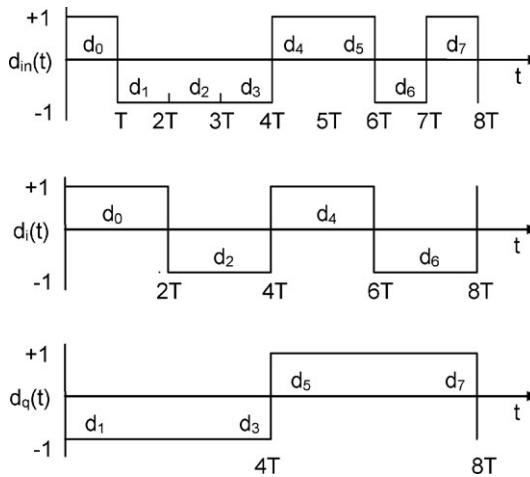 +1
d0 d4 d5 d7
din(t) t
d1 d2 d3 d6
-1
T 2T 3T 4T 5T 6T 7T 8T
+1
d0 d4
di(t) t
d2 d6
-1
2T 4T 6T 8T
+1
d5 d7
dq(t) t
d1 d3
-1
4T 8T